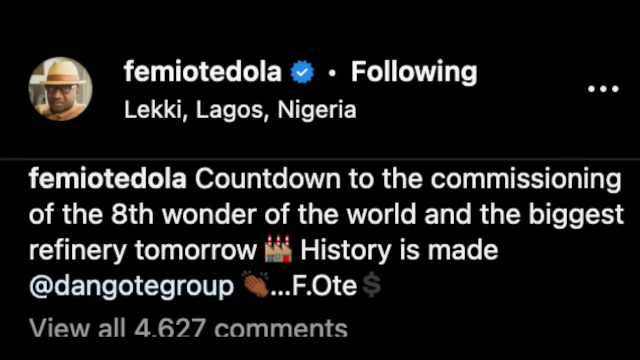 femiotedola • Following
Lekki, Lagos, Nigeria
femiotedola Countdown to the commissioning
of the 8th wonder of the world and the biggest
refinery tomorrow 🏭 History is made
@dangotegroup 👏🏾...F.Ote💲
View all 4,627 comments